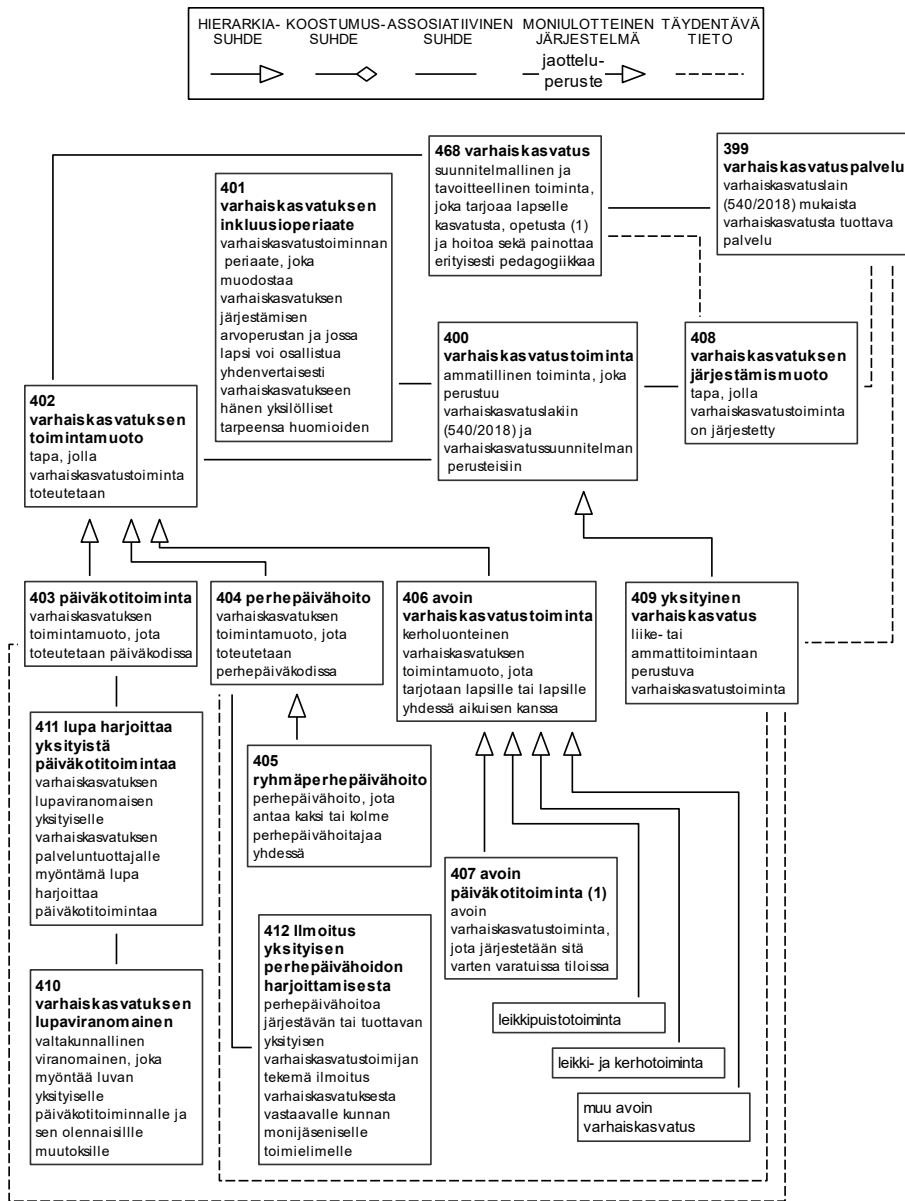 HIERARKIA-
SUHDE
KOOSTUMUS-
SUHDE
ASSOSIATIIVINEN
SUHDE
MONIULOTTEINEN
JÄRJESTELMÄ
TÄYDENTÄVÄ
TIETO
jaottelu-
peruste
468 varhaiskasvatus
suunnitelmallinen ja
tavoitteellinen toiminta,
joka tarjoaa lapselle
kasvatusta, opetusta (1)
ja hoitoa sekä painottaa
erityisesti pedagogiikkaa
399
varhaiskasvatuspalvelu
varhaiskasvatuslain
(540/2018) mukaista
varhaiskasvatusta tuottava
palvelu
401
varhaiskasvatuksen
inkluusioperiaate
varhaiskasvatustoiminnan
periaate, joka
muodostaa
varhaiskasvatuksen
järjestämisen
arvoperustan ja jossa
lapsi voi osallistua
yhdenvertaisesti
varhaiskasvatukseen
hänen yksilölliset
tarpeensa huomioiden
400
varhaiskasvatustoiminta
ammatillinen toiminta, joka
perustuu
varhaiskasvatuslakiin
(540/2018) ja
varhaiskasvatussuunnitelman
perusteisiin
408
varhaiskasvatuksen
järjestämismuoto
tapa, jolla
varhaiskasvatustoiminta
on järjestetty
402
varhaiskasvatuksen
toimintamuoto
tapa, jolla
varhaiskasvatustoiminta
toteutetaan
403 päiväkotitoiminta
varhaiskasvatuksen
toimintamuoto, jota
toteutetaan päiväkodissa
404 perhepäivähoito
varhaiskasvatuksen
toimintamuoto, jota
toteutetaan
perhepäiväkodissa
406 avoin
varhaiskasvatustoiminta
kerholuonteinen
varhaiskasvatuksen
toimintamuoto, jota
tarjotaan lapsille tai lapsille
yhdessä aikuisen kanssa
409 yksityinen
varhaiskasvatus
liike- tai
ammattitoimintaan
perustuva
varhaiskasvatustoiminta
411 lupa harjoittaa
yksityistä
päiväkotitoimintaa
varhaiskasvatuksen
lupaviranomaisen
yksityiselle
varhaiskasvatuksen
palveluntuottajalle
myöntämä lupa
harjoittaa
päiväkotitoimintaa
405
ryhmäperhepäivähoito
perhepäivähoito, jota
antaa kaksi tai kolme
perhepäivähoitajaa
yhdessä
407 avoin
päiväkotitoiminta (1)
avoin
varhaiskasvatustoiminta,
jota järjestetään sitä
varten varatuissa tiloissa
412 Ilmoitus
yksityisen
perhepäivähoidon
harjoittamisesta
perhepäivähoitoa
järjestävän tai tuottavan
yksityisen
varhaiskasvatustoimijan
tekemä ilmoitus
varhaiskasvatuksesta
vastaavalle kunnan
monijäseniselle
toimielimelle
410
varhaiskasvatuksen
lupaviranomainen
valtakunnallinen
viranomainen, joka
myöntää luvan
yksityiselle
päiväkotitoiminnalle ja
sen olennaisillle
muutoksille
leikkipuistotoiminta
leikki- ja kerhotoiminta
muu avoin
varhaiskasvatus